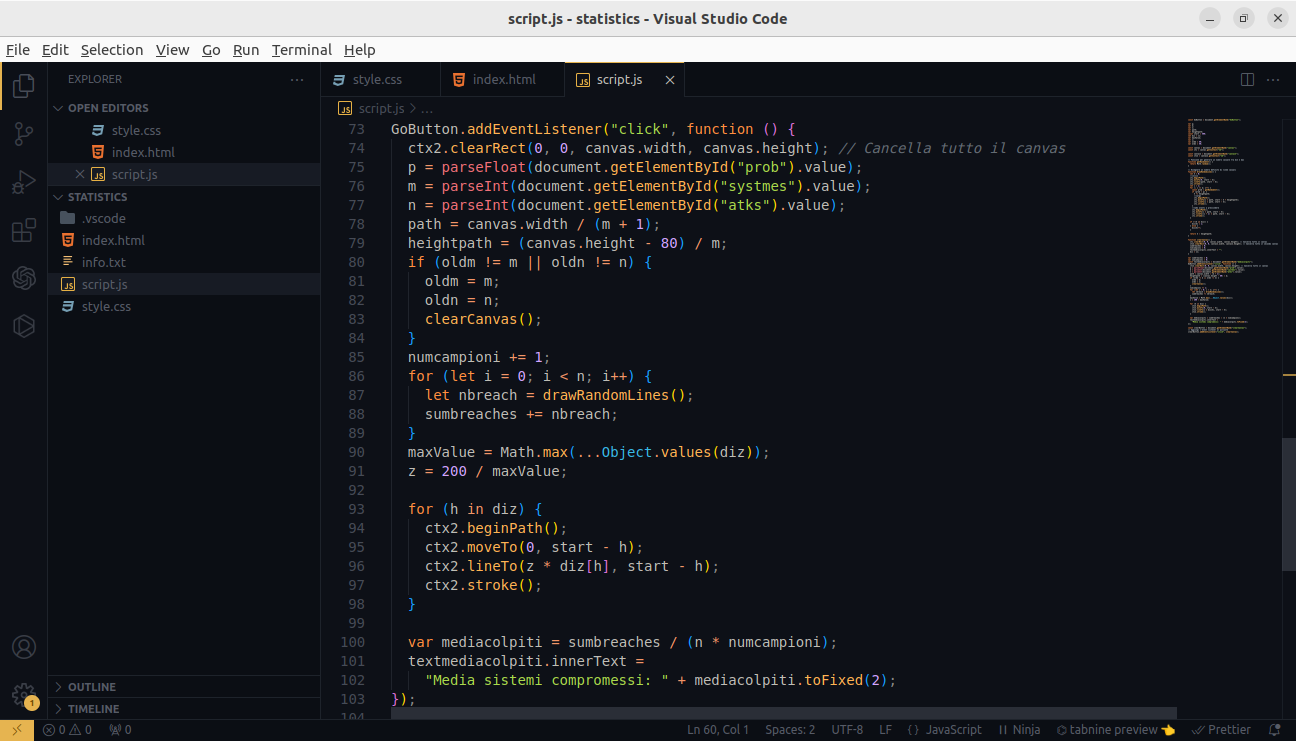 script.js - statistics - Visual Studio Code
File Edit Selection View Go Run Terminal Help
EXPLORER
OPEN EDITORS
style.css
index.html
script.js
STATISTICS
.vscode
index.html
info.txt
script.js
style.css
OUTLINE
TIMELINE
style.css index.html script.js
script.js > ...
73 GoButton.addEventListener("click", function () {
74 ctx2.clearRect(0, 0, canvas.width, canvas.height); // Cancella tutto il canvas
75 p = parseFloat(document.getElementById("prob").value);
76 m = parseInt(document.getElementById("systmes").value);
77 n = parseInt(document.getElementById("atks").value);
78 path = canvas.width / (m + 1);
79 heightpath = (canvas.height - 80) / m;
80 if (oldm != m || oldn != n) {
81 oldm = m;
82 oldn = n;
83 clearCanvas();
84 }
85 numcampioni += 1;
86 for (let i = 0; i < n; i++) {
87 let nbreach = drawRandomLines();
88 sumbreaches += nbreach;
89 }
90 maxValue = Math.max(...Object.values(diz));
91 z = 200 / maxValue;
92
93 for (h in diz) {
94 ctx2.beginPath();
95 ctx2.moveTo(0, start - h);
96 ctx2.lineTo(z * diz[h], start - h);
97 ctx2.stroke();
98 }
99
100 var mediacolpiti = sumbreaches / (n * numcampioni);
101 textmediacolpiti.innerText =
102 "Media sistemi compromessi: " + mediacolpiti.toFixed(2);
103 });
104
1
0 0 0 Ln 60, Col 1 Spaces: 2 UTF-8 LF {} JavaScript Ninja tabnine preview Prettier